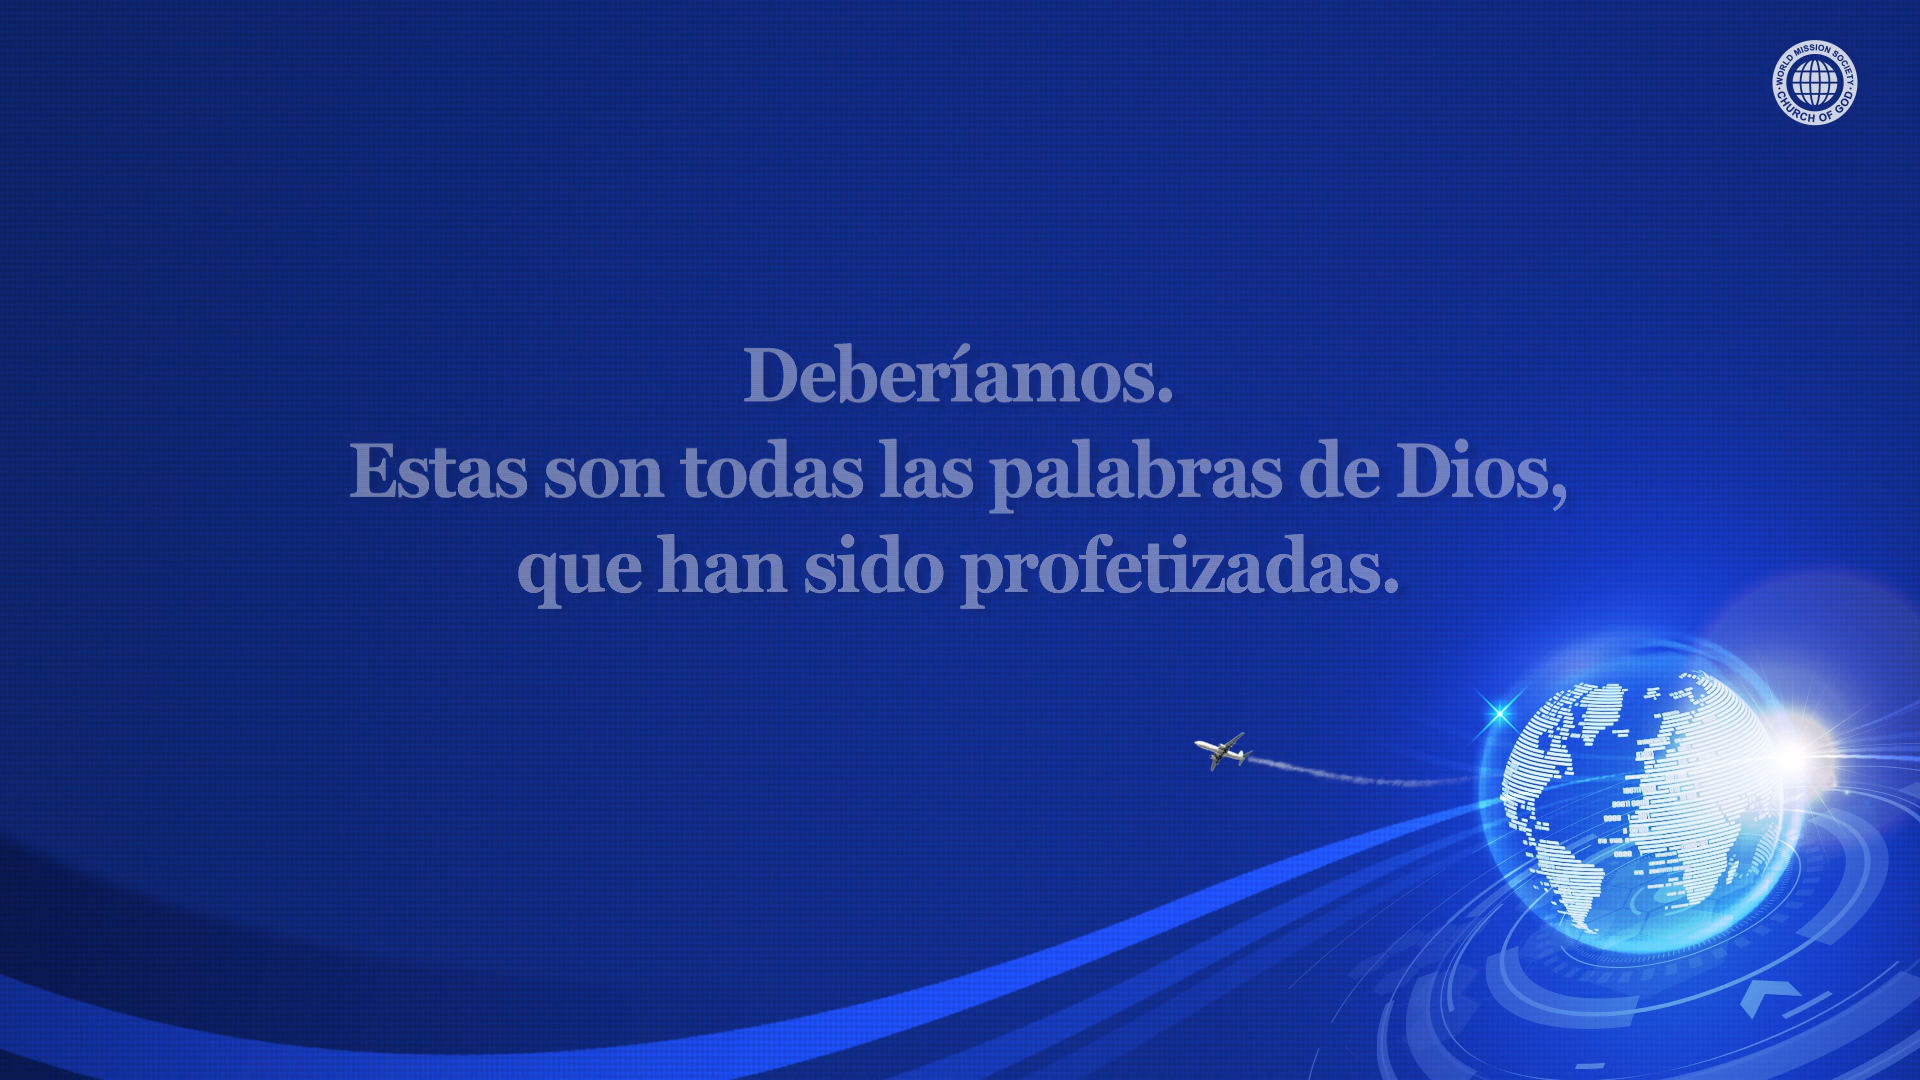 WORLD MISSION SOCIETY
CHURCH OF GOD
Deberíamos.
Estas son todas las palabras de Dios,
que han sido profetizadas.